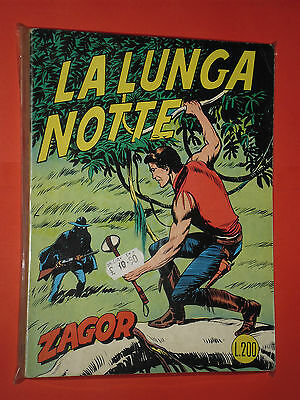 LA LUNGA
NOTTE
£ 10.50
ZAGOR
L.200